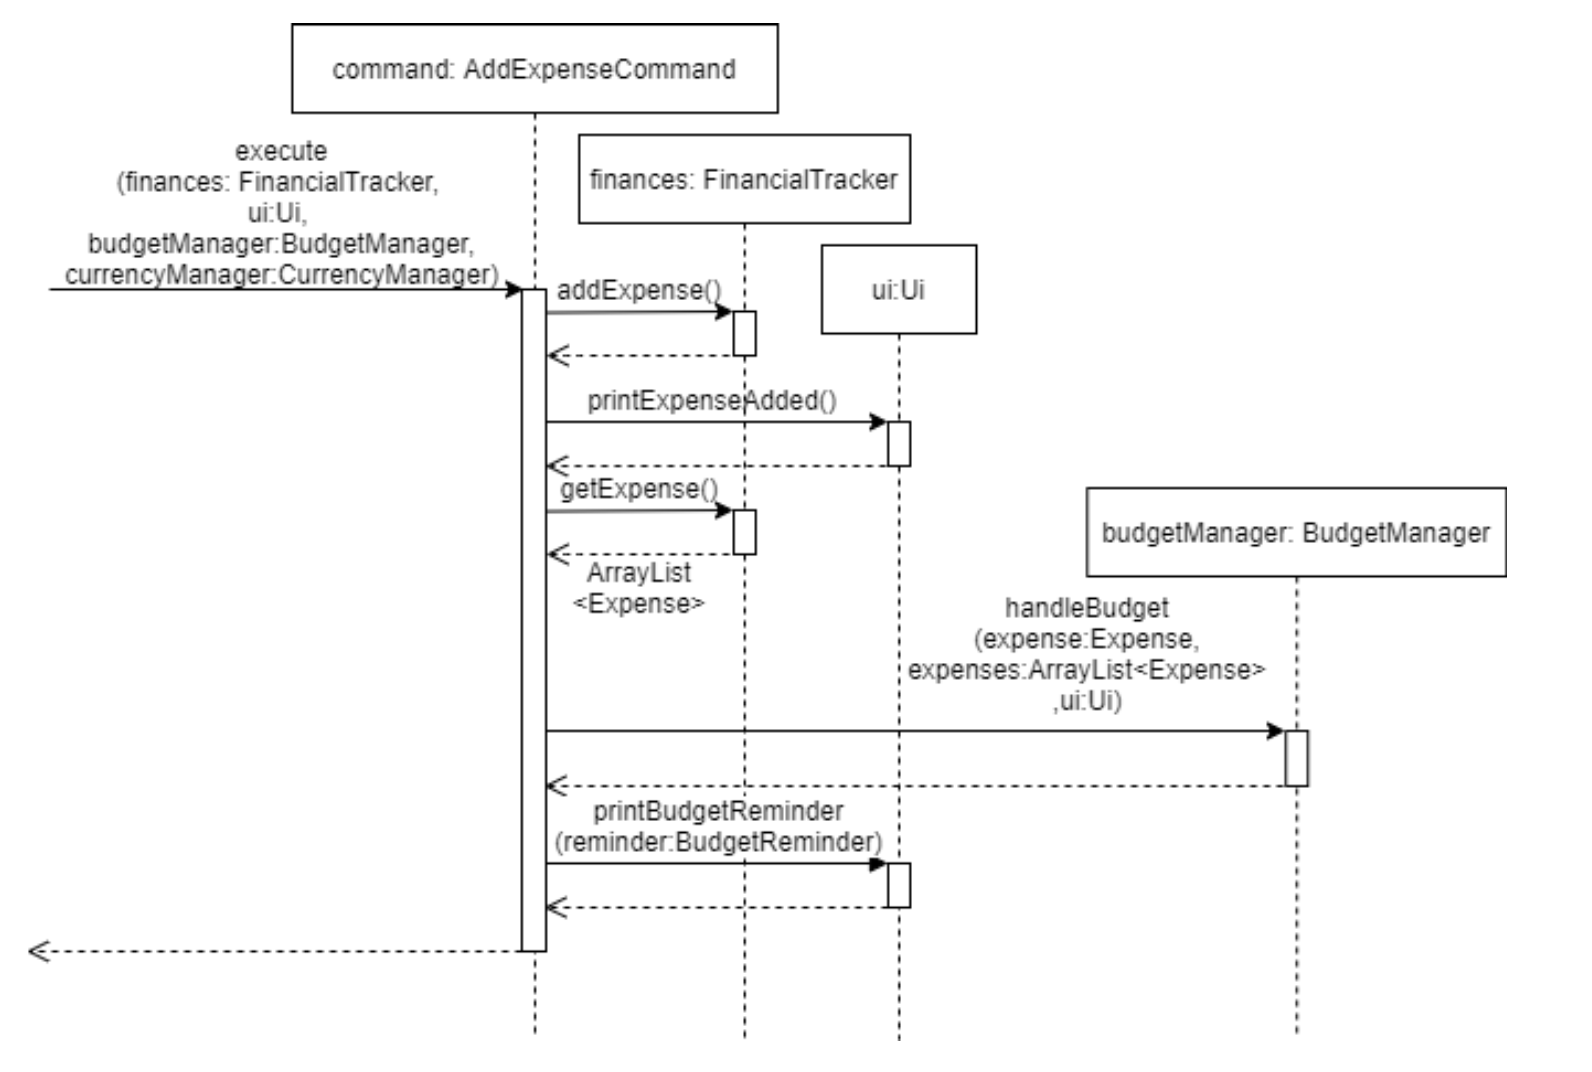 command: AddExpenseCommand
execute
(finances: FinancialTracker,
ui:Ui,
budgetManager:BudgetManager,
currencyManager:CurrencyManager)
finances: FinancialTracker
ui:Ui
addExpense()
printExpenseAdded()
getExpense()
ArrayList
<Expense>
budgetManager: BudgetManager
handleBudget
(expense:Expense,
expenses:ArrayList<Expense>
,ui:Ui)
printBudgetReminder
(reminder:BudgetReminder)